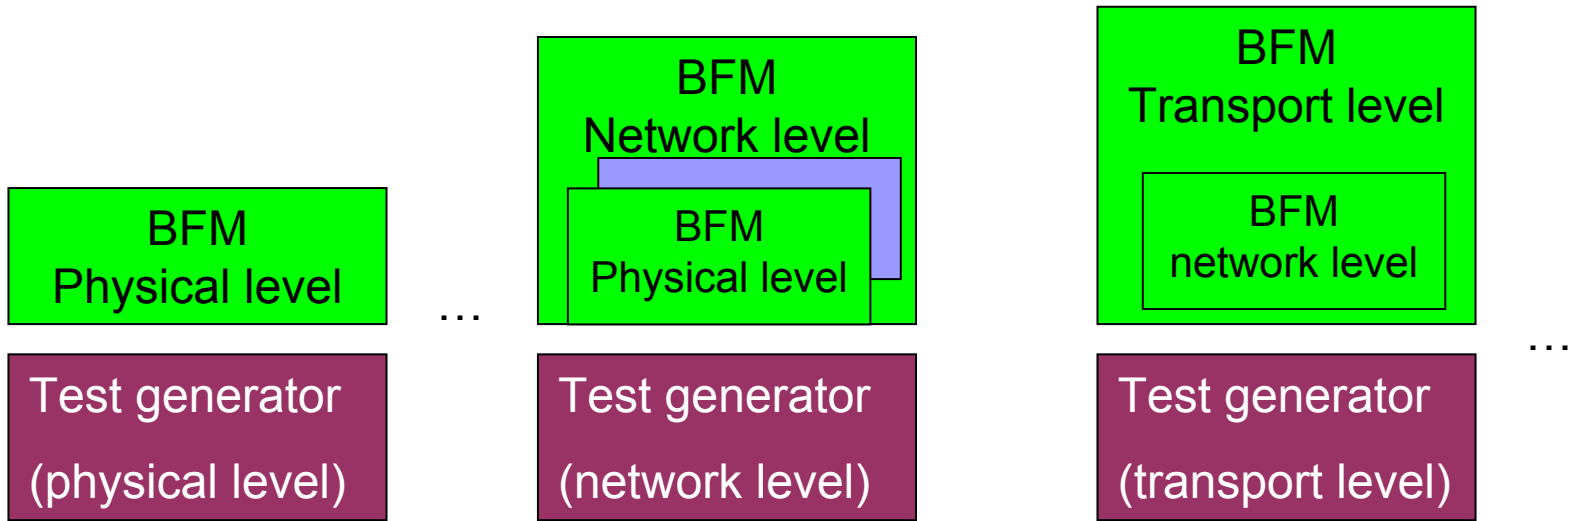 BFM
Physical level
Test generator
(physical level)
…
BFM
Network level
BFM
Physical level
Test generator
(network level)
BFM
Transport level
BFM
network level
Test generator
(transport level)
…